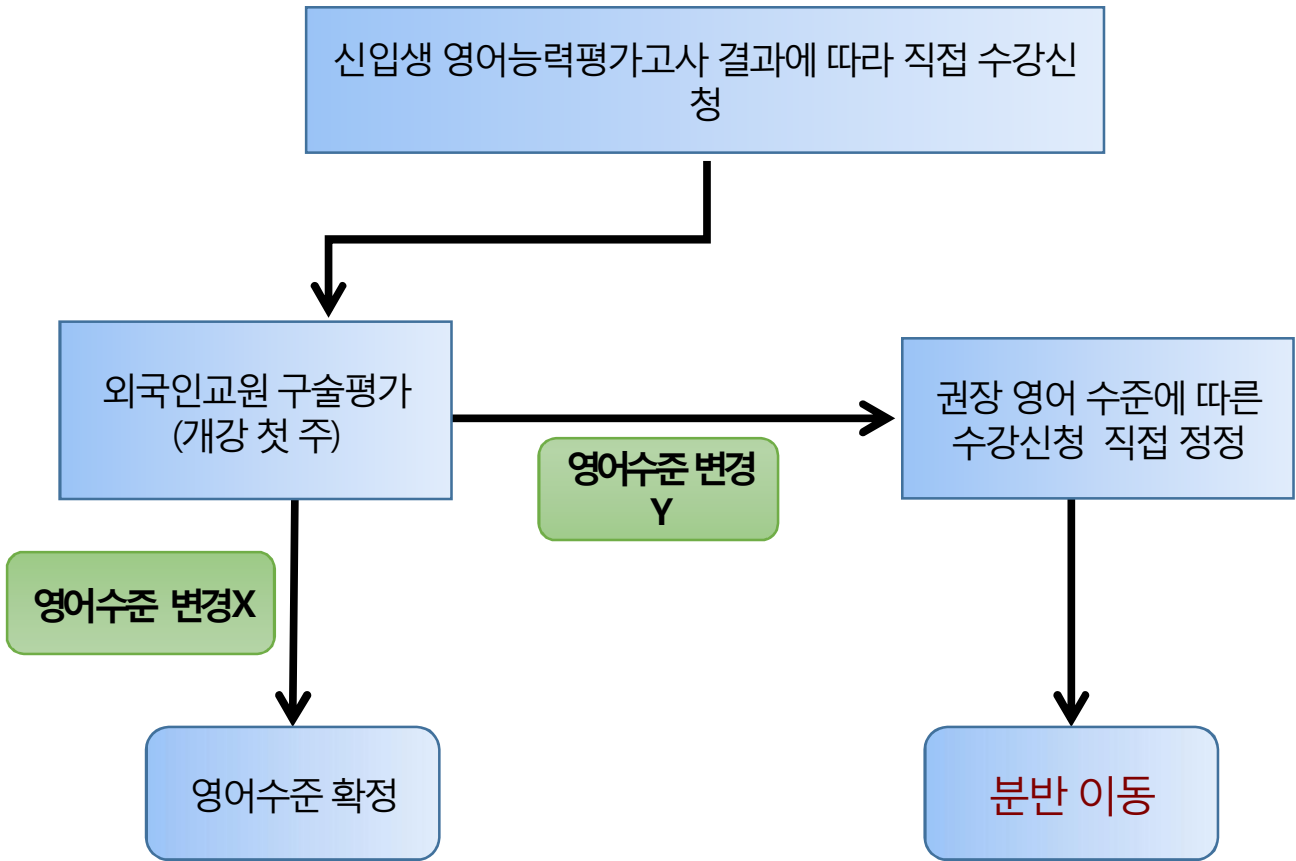 신입생 영어능력평가고사 결과에 따라 직접 수강신
청
외국인교원 구술평가
(개강 첫 주)
권장 영어 수준에 따른
수강신청 직접 정정
영어수준 변경
Y
영어수준 변경X
영어수준 확정
분반 이동